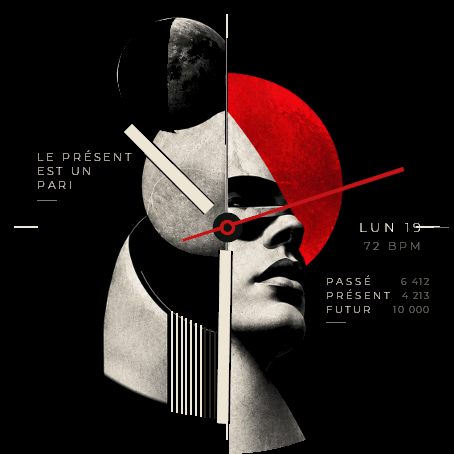 LE PRÉSENT
EST UN
PARI
LUN 19
72 BPM
PASSÉ 6 412
PRÉSENT 4 213
FUTUR 10 000